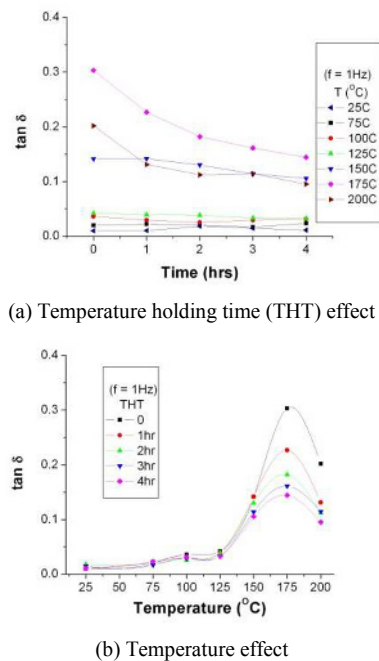 0.4
0.3
0.2
0.1
0.0
tan δ
0 1 2 3 4
Time (hrs)
(f = 1Hz)
T (°C)
25C
75C
100C
125C
150C
175C
200C
(a) Temperature holding time (THT) effect
0.4
0.3
0.2
0.1
0.0
tan δ
(f = 1Hz)
THT
0
1hr
2hr
3hr
4hr
25 50 75 100 125 150 175 200
Temperature (°C)
(b) Temperature effect